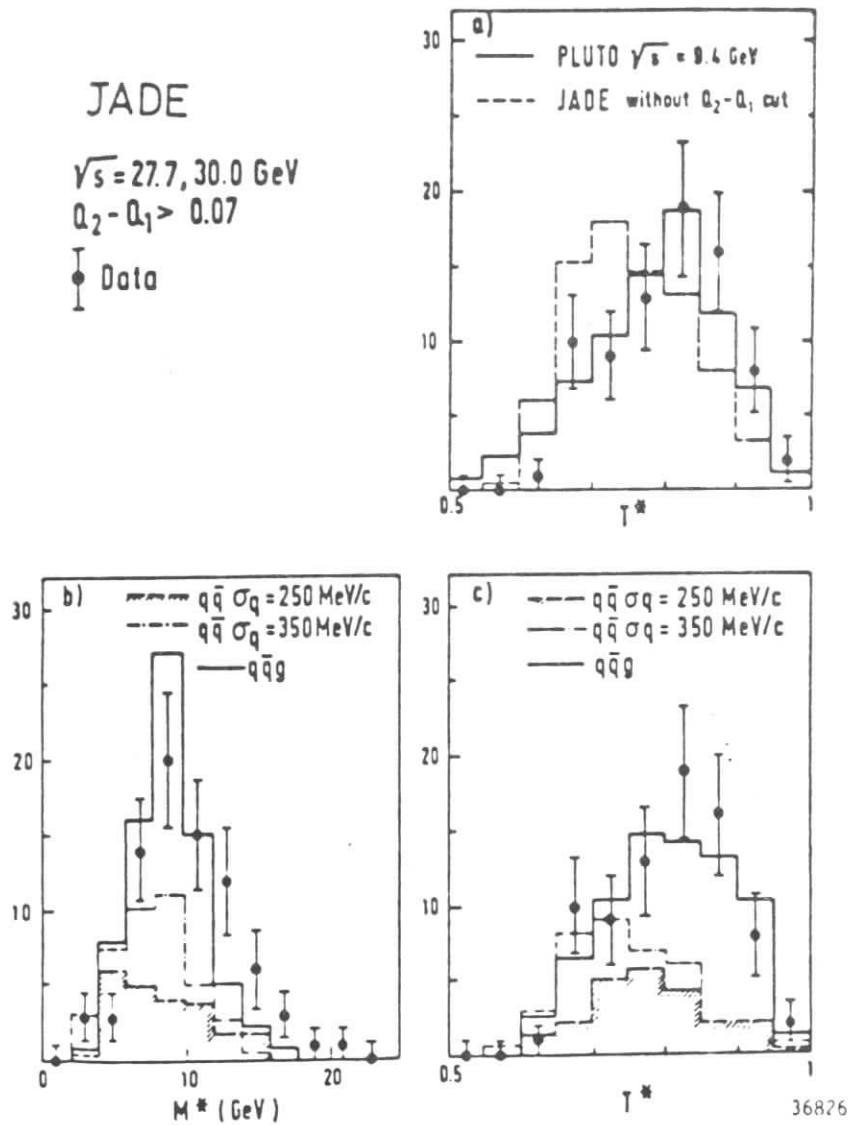 JADE
√s = 27.7, 30.0 GeV
Q₂-Q₁ > 0.07
Data
a)
PLUTO √s = 9.4 GeV
JADE without Q₂-Q₁ cut
30
20
10
0.5
1
T*
b)
qq̄ σq = 250 MeV/c
qq̄ σq = 350 MeV/c
qq̄g
30
20
10
0
10
20
M* (GeV)
c)
qq̄ σq = 250 MeV/c
qq̄ σq = 350 MeV/c
qq̄g
30
20
10
0.5
1
T*
36826